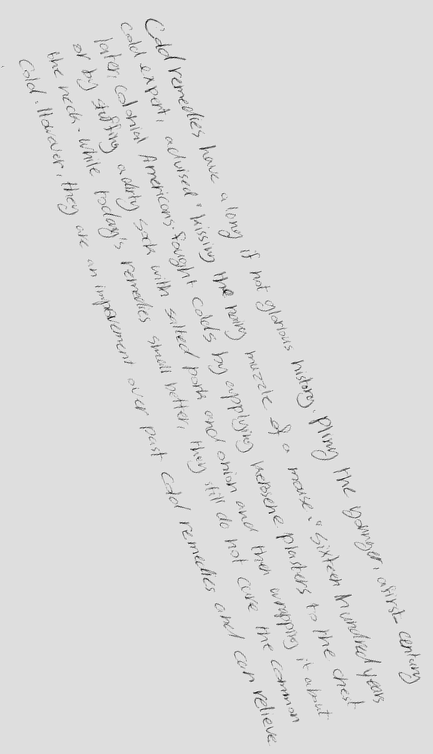 Cold remedies have a long if not glorious history. Pliny the younger, a first century
cold expert, advised "kissing the hairy muzzle of a mouse." Sixteen hundred years
later, Colonial Americans fought colds by applying kerosene plasters to the chest
or by stuffing a dirty sock with salted pork and onion and then wrapping it about
the neck. While today's remedies smell better, they still do not cure the common
Cold. However, they are an improvement over past cold remedies and can relieve